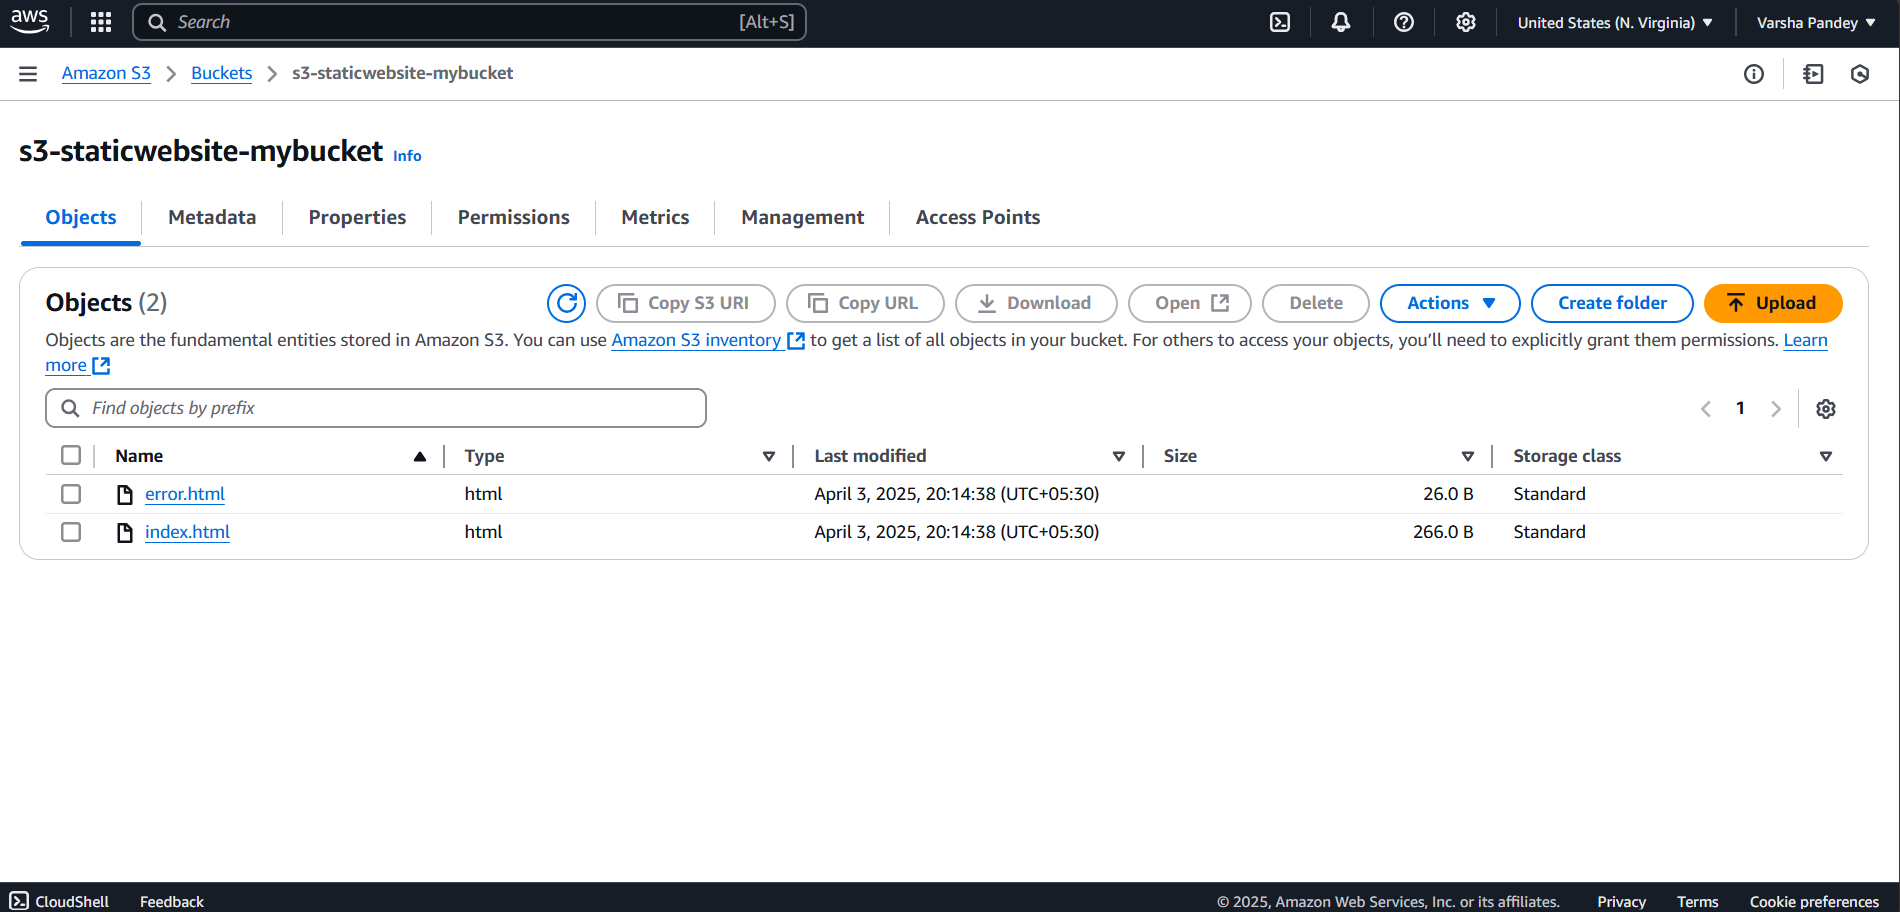 aws Search [Alt+S] United States (N. Virginia) Varsha Pandey
Amazon S3 Buckets s3-staticwebsite-mybucket
s3-staticwebsite-mybucket Info
Objects Metadata Properties Permissions Metrics Management Access Points
Objects (2) Copy S3 URI Copy URL Download Open Delete Actions Create folder Upload
Objects are the fundamental entities stored in Amazon S3. You can use Amazon S3 inventory to get a list of all objects in your bucket. For others to access your objects, you’ll need to explicitly grant them permissions. Learn
more
Find objects by prefix 1
Name Type Last modified Size Storage class
error.html html April 3, 2025, 20:14:38 (UTC+05:30) 26.0 B Standard
index.html html April 3, 2025, 20:14:38 (UTC+05:30) 266.0 B Standard
CloudShell Feedback © 2025, Amazon Web Services, Inc. or its affiliates. Privacy Terms Cookie preferences